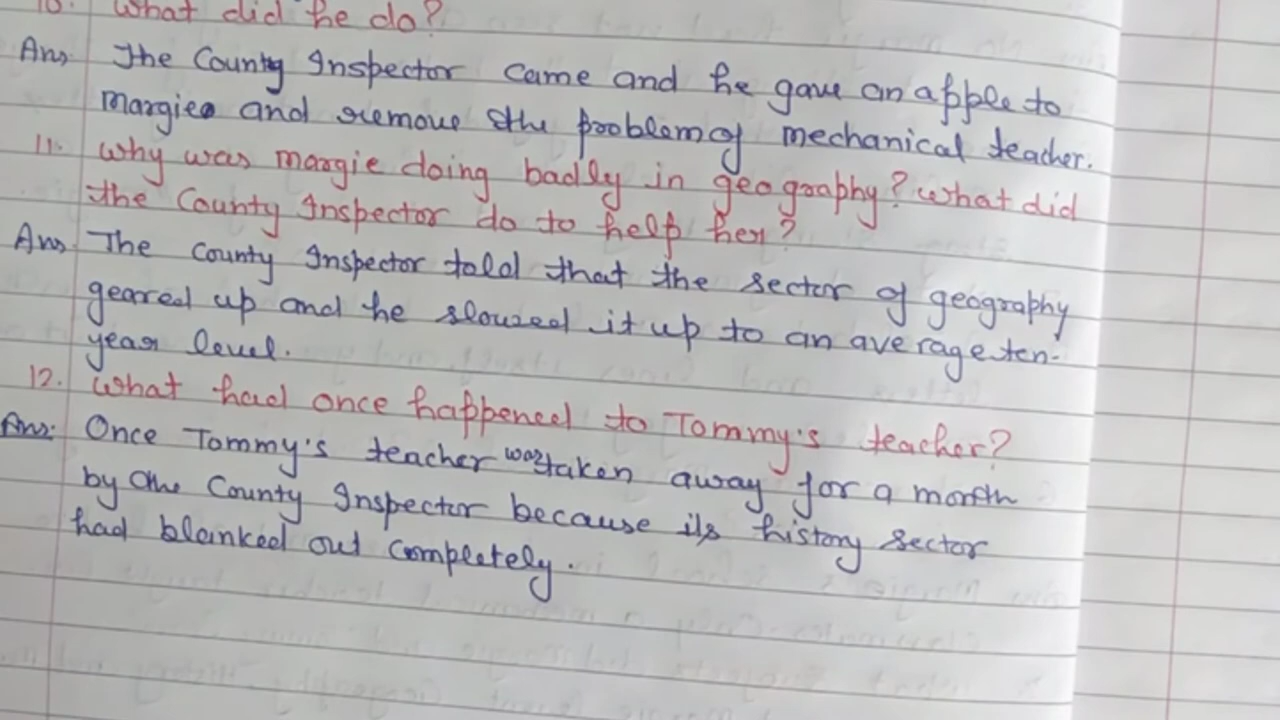 10. What did he do?
Ans. The County Inspector came and he gave an apple to
Margie and remove the problem of mechanical teacher.
11. Why was margie doing badly in geography? What did
the County Inspector do to help her?
Ans. The County Inspector told that the sector of geography
geared up and he slowed it up to an average ten-
year level.
12. What had once happened to Tommy's teacher?
Ans. Once Tommy's teacher was taken away for a month
by the County Inspector because its history sector
had blanked out completely.